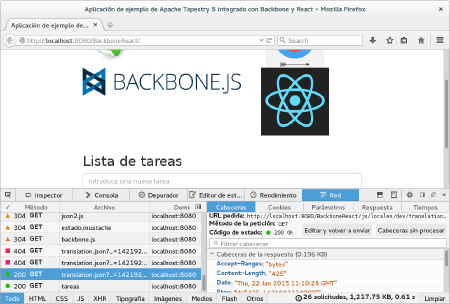 Aplicación de ejemplo de Apache Tapestry 5 integrado con Backbone y React - Mozilla Firefox
Aplicación de ejemplo d...
http://localhost:8080/BackboneReact/
Search
BACKBONE.JS
Lista de tareas
Introduce una nueva tarea
Inspector Consola Depurador Editor de est... Rendimiento Red
Método Archivo Domi
Cabeceras Cookies Parámetros Respuesta Tiempos
304 GET json2.js localhost:8080
304 GET estado.mustache localhost:8080
304 GET backbone.js localhost:8080
404 GET translation.json?_=142192... localhost:8080
404 GET translation.json?_=142192... localhost:8080
200 GET translation.json?_=142192... localhost:8080
200 GET tareas localhost:8080
URL pedida: http://localhost:8080/BackboneReact/js/locales/dev/translation...
Método de la petición: GET
Código de estado: 200 OK
Editar y volver a enviar Cabeceras sin procesar
Filtrar cabeceras
Cabeceras de la respuesta (0.196 KB)
Accept-Ranges: "bytes"
Content-Length: "425"
Date: "Thu, 22 Jan 2015 11:10:28 GMT"
Todo HTML CSS JS XHR Tipografía Imágenes Medios Flash Otros
26 solicitudes, 1,217.75 KB, 0.61 s Limpiar